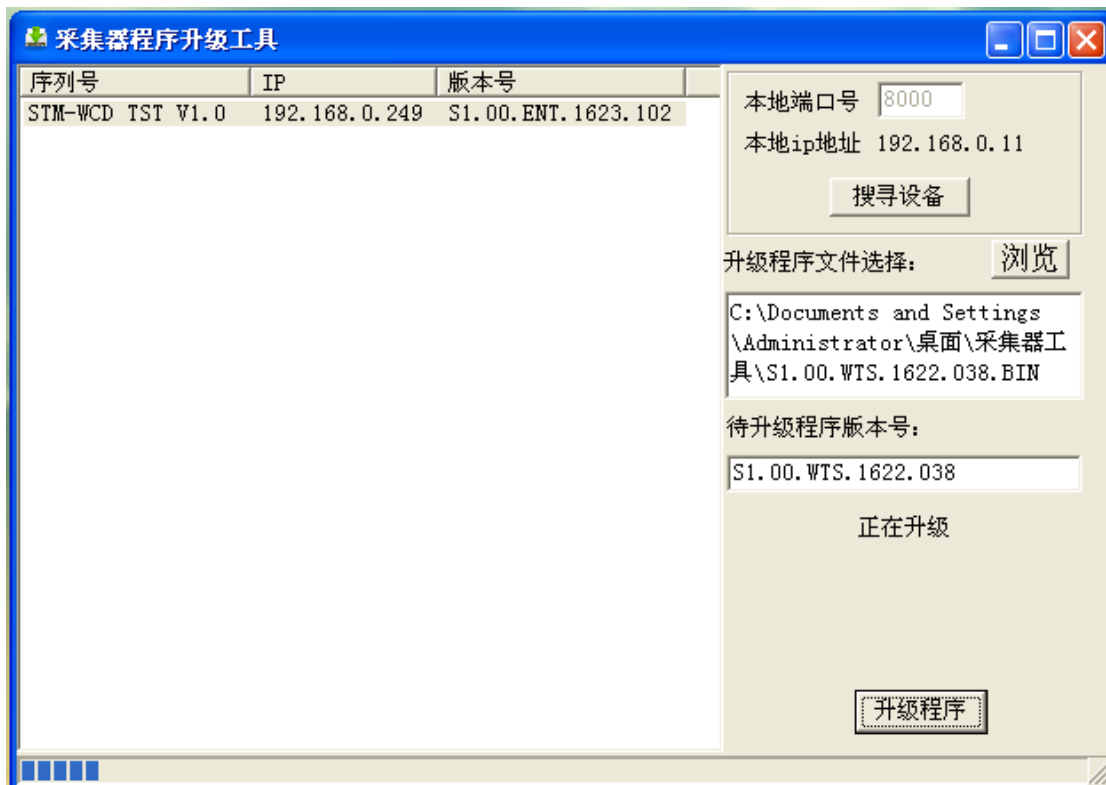 采集器程序升级工具
序列号 IP 版本号
STM-WCD TST V1.0 192.168.0.249 S1.00.ENT.1623.102
本地端口号 8000
本地ip地址 192.168.0.11
搜寻设备
升级程序文件选择: 浏览
C:\Documents and Settings
\Administrator\桌面\采集器工
具\S1.00.WTS.1622.038.BIN
待升级程序版本号:
S1.00.WTS.1622.038
正在升级
升级程序